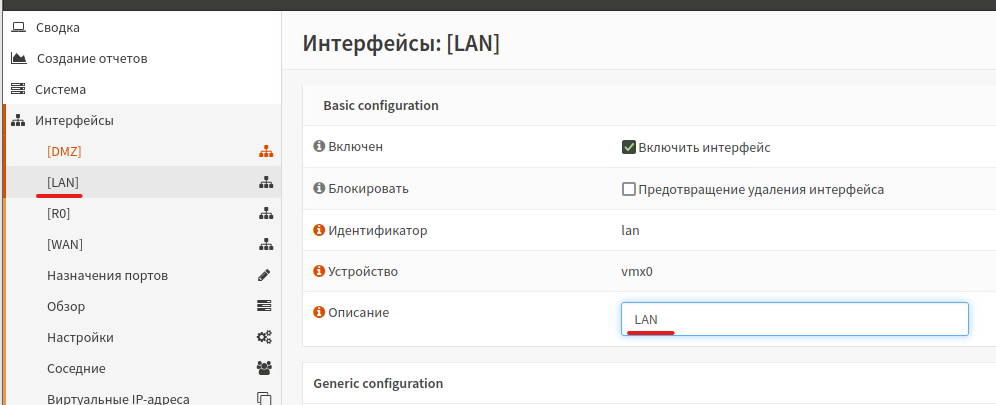 Сводка
Создание отчетов
Система
Интерфейсы
[DMZ]
[LAN]
[R0]
[WAN]
Назначения портов
Обзор
Настройки
Соседние
Виртуальные IP-адреса
Интерфейсы: [LAN]
Basic configuration
Включен
Включить интерфейс
Блокировать
Предотвращение удаления интерфейса
Идентификатор
lan
Устройство
vmx0
Описание
LAN
Generic configuration